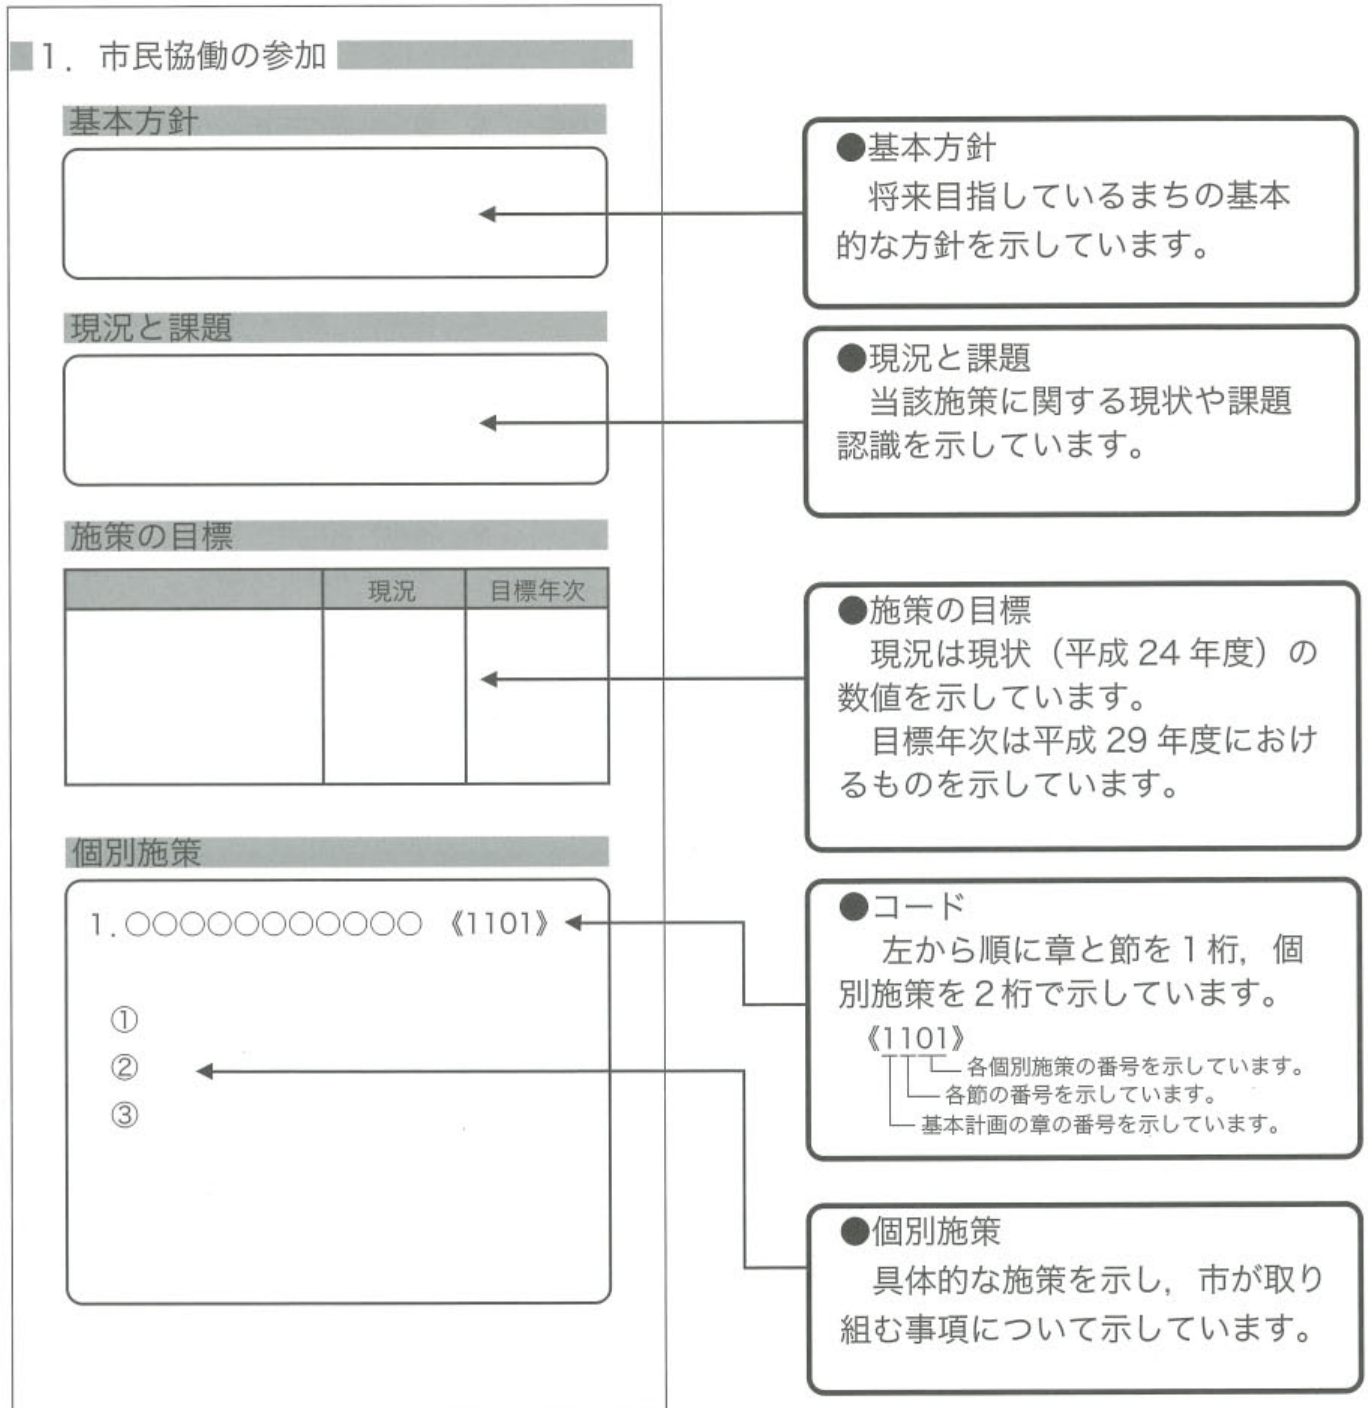 1．市民協働の参加
基本方針
現況と課題
施策の目標
現況
目標年次
個別施策
1.○○○○○○○○○○○ 《1101》
①
②
③
●基本方針
将来目指しているまちの基本
的な方針を示しています。
●現況と課題
当該施策に関する現状や課題
認識を示しています。
●施策の目標
現況は現状（平成 24 年度）の
数値を示しています。
目標年次は平成 29 年度におけ
るものを示しています。
●コード
左から順に章と節を１桁，個
別施策を２桁で示しています。
《1101》
各個別施策の番号を示しています。
各節の番号を示しています。
基本計画の章の番号を示しています。
●個別施策
具体的な施策を示し，市が取り
組む事項について示しています。